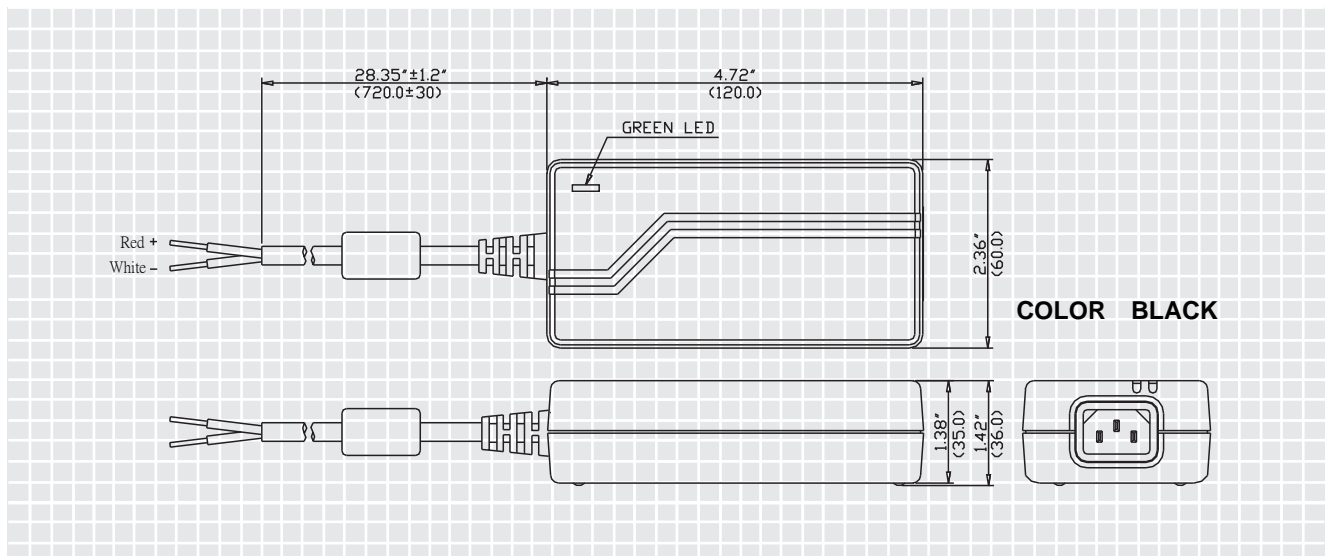 28.35"±1.2"
(720.0±30)
4.72"
(120.0)
GREEN LED
Red +
White –
2.36"
(60.0)
COLOR BLACK
1.38"
(35.0)
1.42"
(36.0)